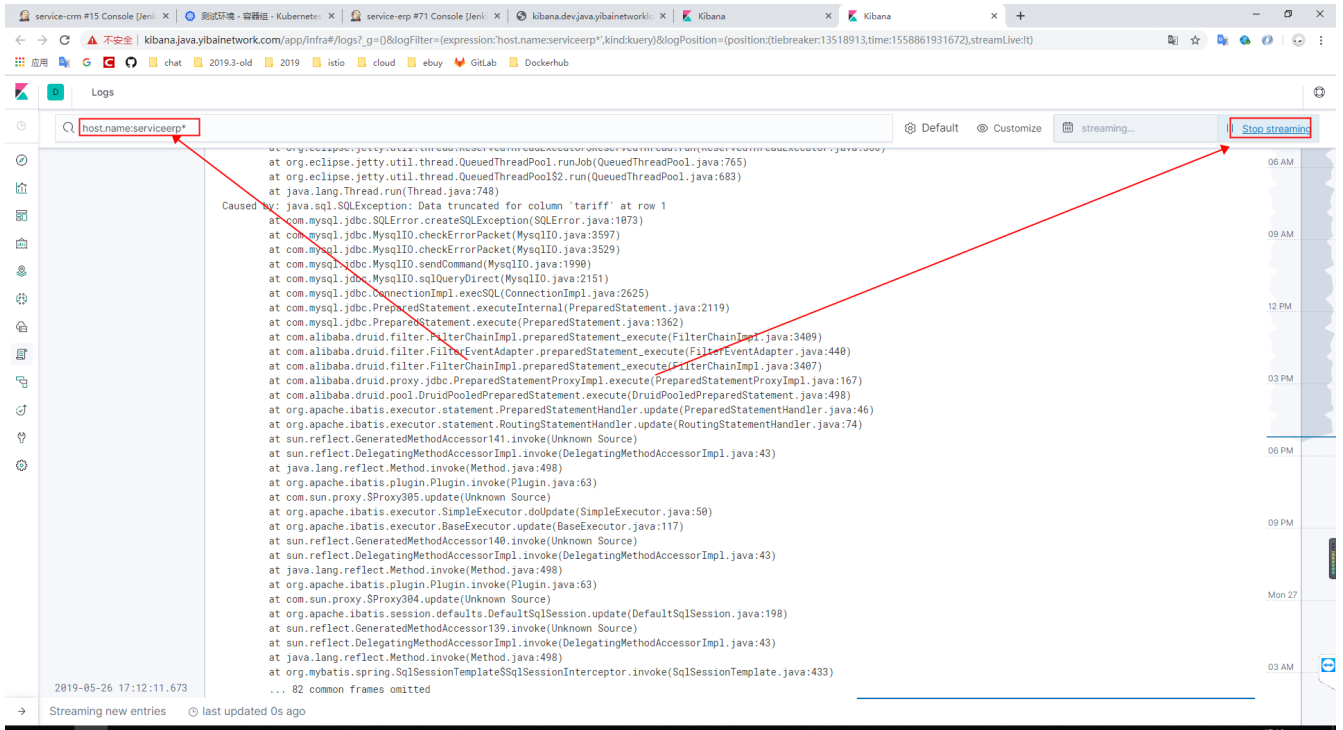 service-crm #15 Console [Jenki
测试环境 - 容器组 - Kubernetes
service-erp #71 Console [Jenki
kibana.dev.java.yibainetworklo
Kibana
Kibana
不安全 | kibana.java.yibainetwork.com/app/infra#/logs?_g=()&logFilter=(expression:'host.name:serviceerp*',kind:kuery)&logPosition=(position:(tiebreaker:13518913,time:1558861931672),streamLive:!t)
应用 chat 2019.3-old 2019 istio cloud ebuy GitLab Dockerhub
D Logs
host.name:serviceerp* Default Customize streaming... Stop streaming
at org.eclipse.jetty.util.thread.ReservedThreadExecutor$ReservedThread.run(ReservedThreadExecutor.java:366)
at org.eclipse.jetty.util.thread.QueuedThreadPool.runJob(QueuedThreadPool.java:765)
at org.eclipse.jetty.util.thread.QueuedThreadPool$2.run(QueuedThreadPool.java:683)
at java.lang.Thread.run(Thread.java:748)
Caused by: java.sql.SQLException: Data truncated for column 'tariff' at row 1
at com.mysql.jdbc.SQLError.createSQLException(SQLError.java:1073)
at com.mysql.jdbc.MysqlIO.checkErrorPacket(MysqlIO.java:3597)
at com.mysql.jdbc.MysqlIO.checkErrorPacket(MysqlIO.java:3529)
at com.mysql.jdbc.MysqlIO.sendCommand(MysqlIO.java:1990)
at com.mysql.jdbc.MysqlIO.sqlQueryDirect(MysqlIO.java:2151)
at com.mysql.jdbc.ConnectionImpl.execSQL(ConnectionImpl.java:2625)
at com.mysql.jdbc.PreparedStatement.executeInternal(PreparedStatement.java:2119)
at com.mysql.jdbc.PreparedStatement.execute(PreparedStatement.java:1362)
at com.alibaba.druid.filter.FilterChainImpl.preparedStatement_execute(FilterChainImpl.java:3409)
at com.alibaba.druid.filter.FilterEventAdapter.preparedStatement_execute(FilterEventAdapter.java:440)
at com.alibaba.druid.filter.FilterChainImpl.preparedStatement_execute(FilterChainImpl.java:3407)
at com.alibaba.druid.proxy.jdbc.PreparedStatementProxyImpl.execute(PreparedStatementProxyImpl.java:167)
at com.alibaba.druid.pool.DruidPooledPreparedStatement.execute(DruidPooledPreparedStatement.java:498)
at org.apache.ibatis.executor.statement.PreparedStatementHandler.update(PreparedStatementHandler.java:46)
at org.apache.ibatis.executor.statement.RoutingStatementHandler.update(RoutingStatementHandler.java:74)
at sun.reflect.GeneratedMethodAccessor141.invoke(Unknown Source)
at sun.reflect.DelegatingMethodAccessorImpl.invoke(DelegatingMethodAccessorImpl.java:43)
at java.lang.reflect.Method.invoke(Method.java:498)
at org.apache.ibatis.plugin.Plugin.invoke(Plugin.java:63)
at com.sun.proxy.$Proxy305.update(Unknown Source)
at org.apache.ibatis.executor.SimpleExecutor.doUpdate(SimpleExecutor.java:50)
at org.apache.ibatis.executor.BaseExecutor.update(BaseExecutor.java:117)
at sun.reflect.GeneratedMethodAccessor140.invoke(Unknown Source)
at sun.reflect.DelegatingMethodAccessorImpl.invoke(DelegatingMethodAccessorImpl.java:43)
at java.lang.reflect.Method.invoke(Method.java:498)
at org.apache.ibatis.plugin.Plugin.invoke(Plugin.java:63)
at com.sun.proxy.$Proxy304.update(Unknown Source)
at org.apache.ibatis.session.defaults.DefaultSqlSession.update(DefaultSqlSession.java:198)
at sun.reflect.GeneratedMethodAccessor139.invoke(Unknown Source)
at sun.reflect.DelegatingMethodAccessorImpl.invoke(DelegatingMethodAccessorImpl.java:43)
at java.lang.reflect.Method.invoke(Method.java:498)
at org.mybatis.spring.SqlSessionTemplate$SqlSessionInterceptor.invoke(SqlSessionTemplate.java:433)
2019-05-26 17:12:11.673 ... 82 common frames omitted
06 AM
09 AM
12 PM
03 PM
06 PM
09 PM
Mon 27
03 AM
Streaming new entries last updated 0s ago